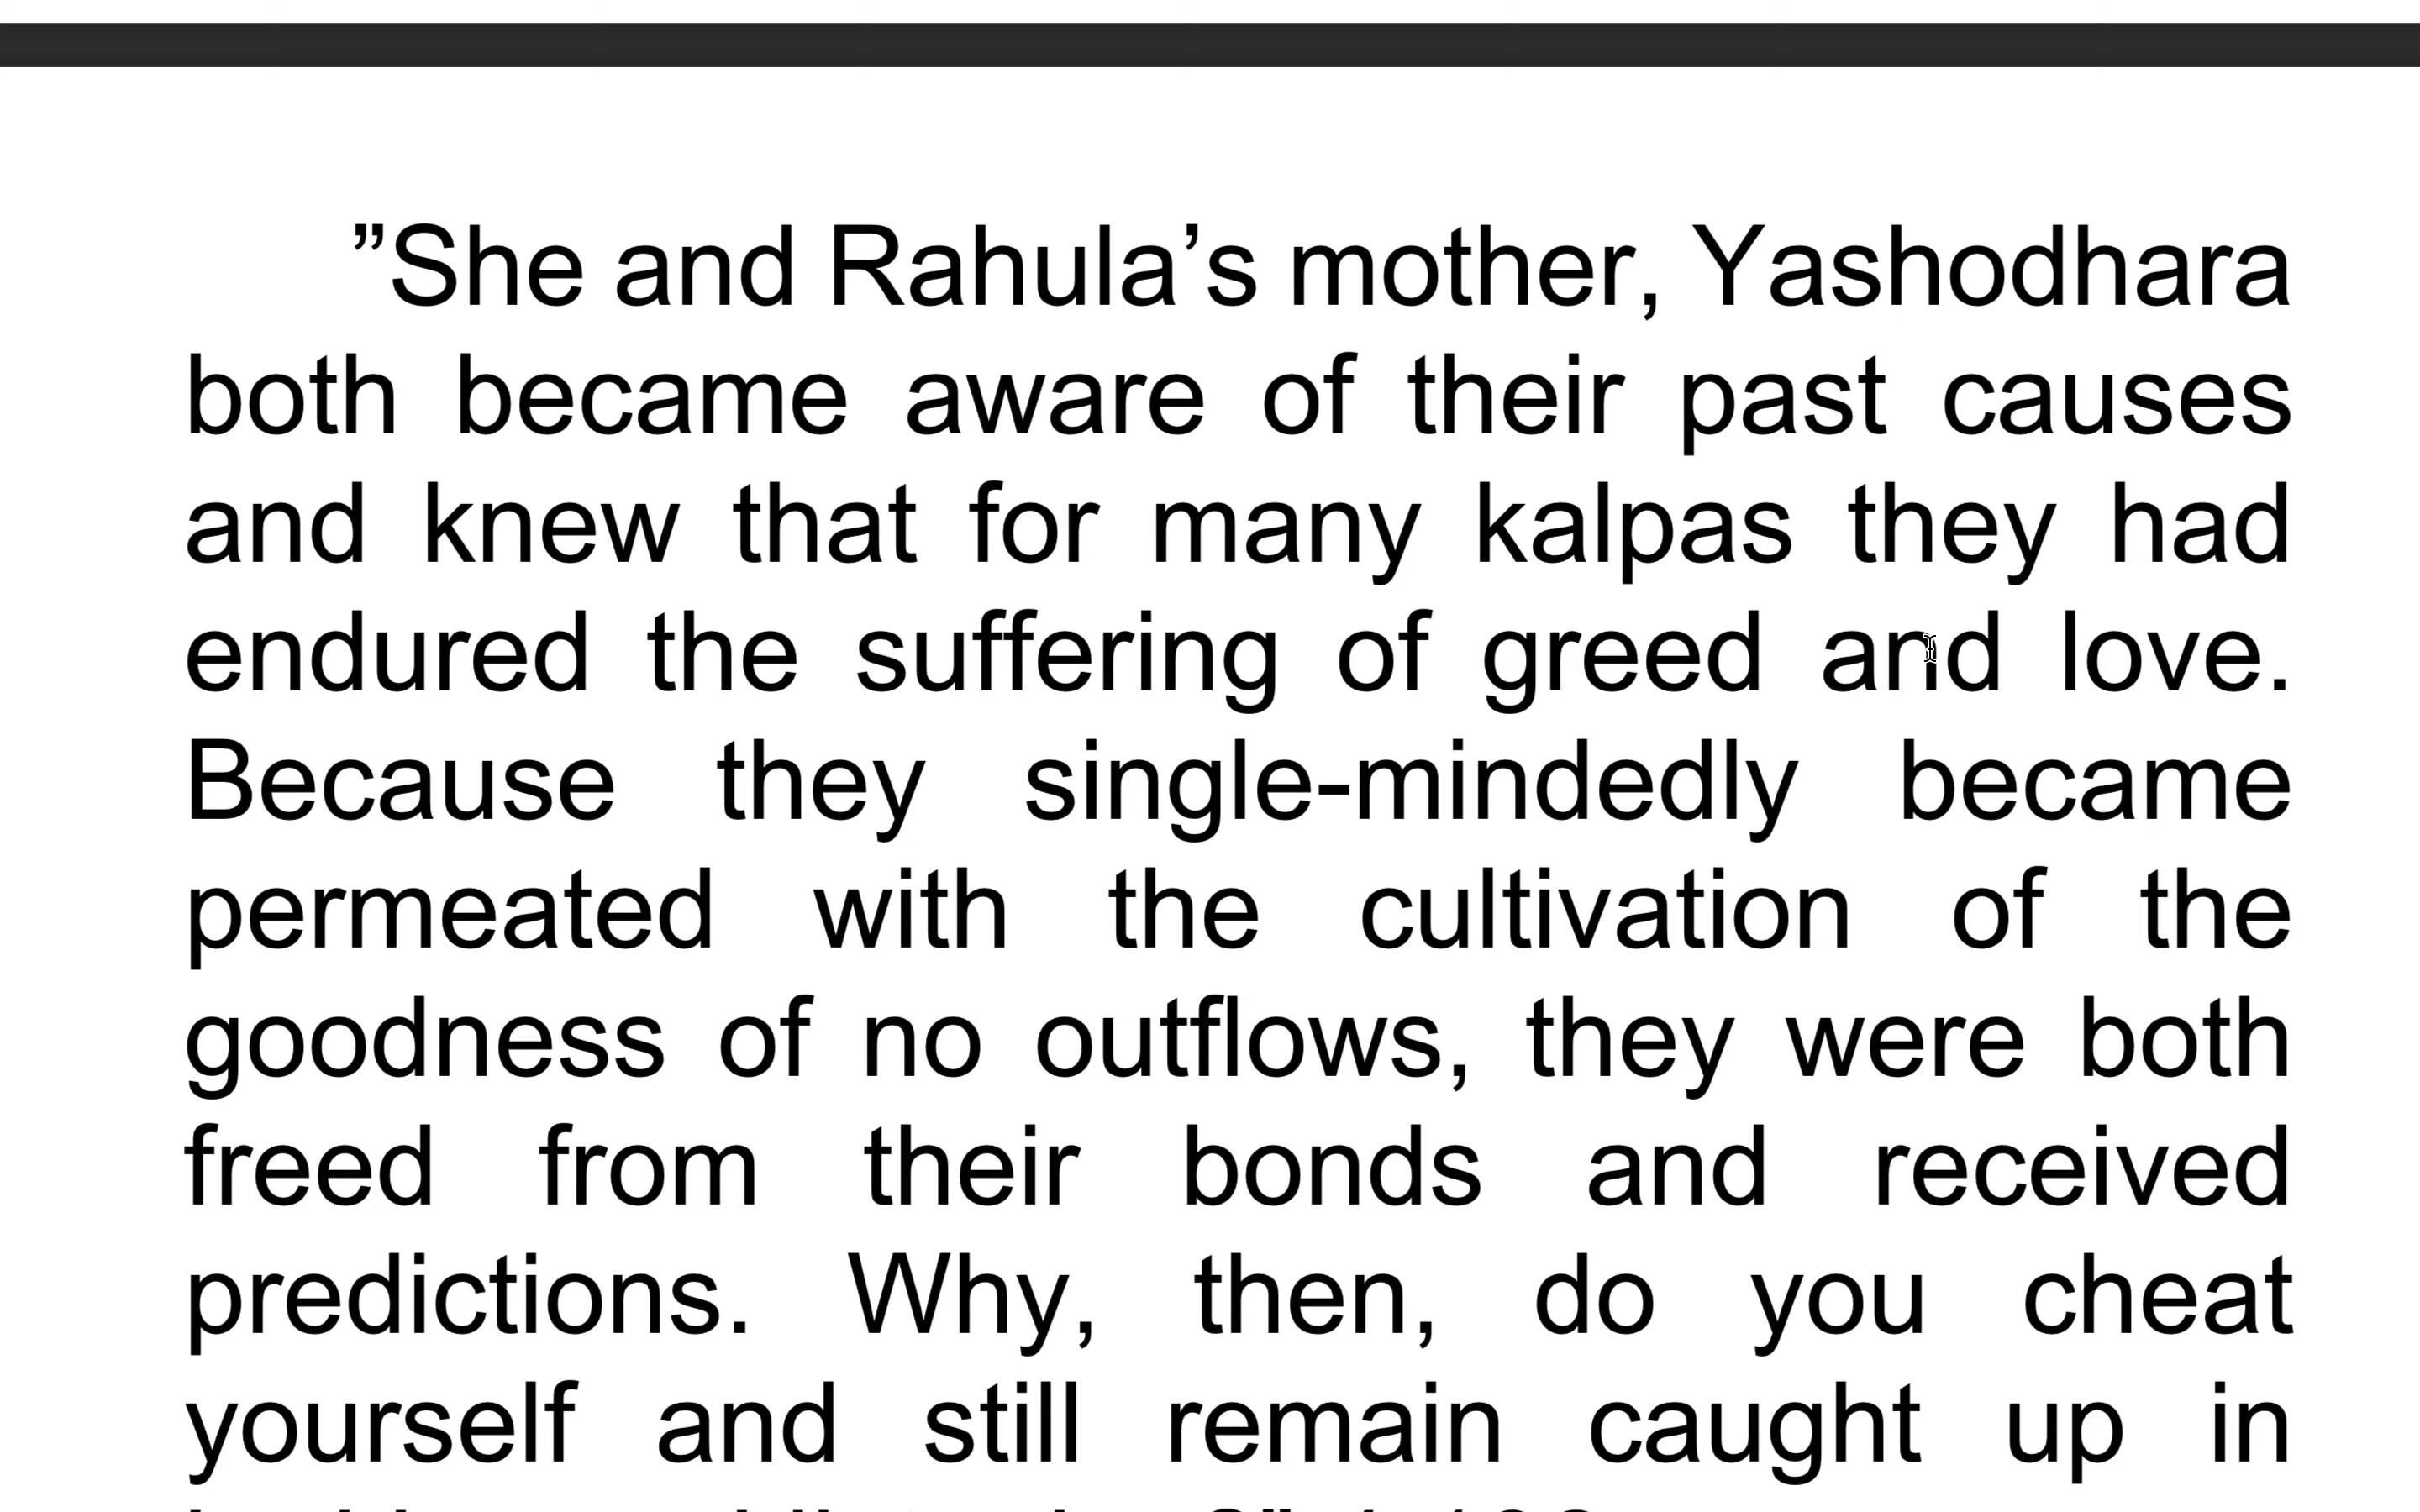 ”She and Rahula’s mother, Yashodhara
both became aware of their past causes
and knew that for many kalpas they had
endured the suffering of greed and love.
Because they single-mindedly became
permeated with the cultivation of the
goodness of no outflows, they were both
freed from their bonds and received
predictions. Why, then, do you cheat
yourself and still remain caught up in